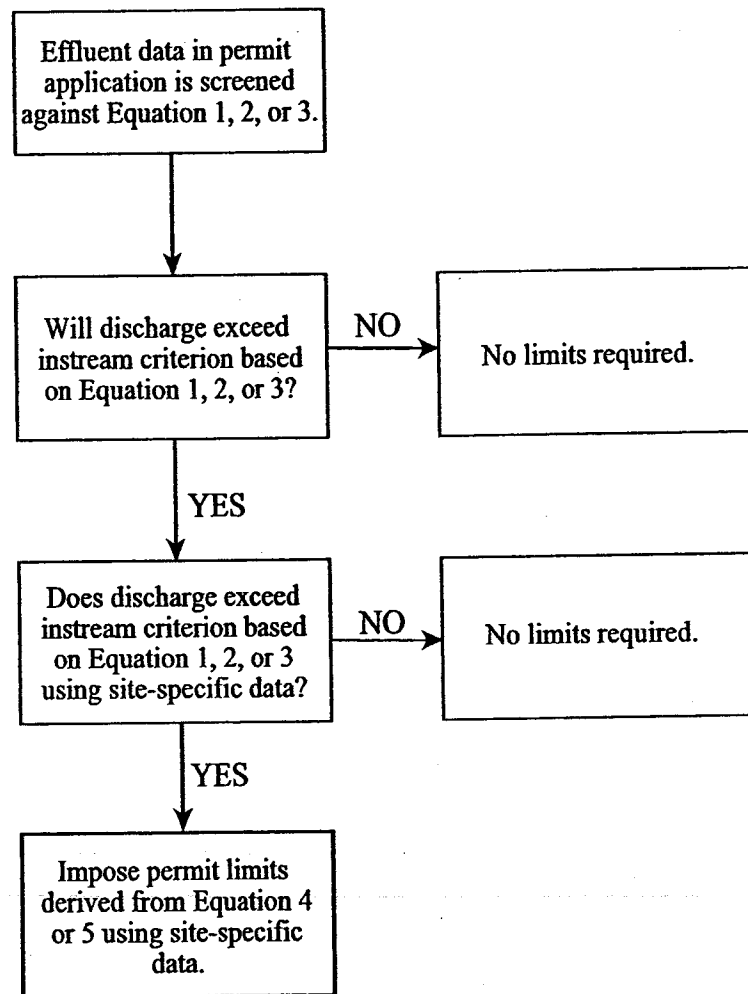 Effluent data in permit
application is screened
against Equation 1, 2, or 3.
Will discharge exceed
instream criterion based
on Equation 1, 2, or 3?
NO
No limits required.
YES
Does discharge exceed
instream criterion based
on Equation 1, 2, or 3
using site-specific data?
NO
No limits required.
YES
Impose permit limits
derived from Equation 4
or 5 using site-specific
data.